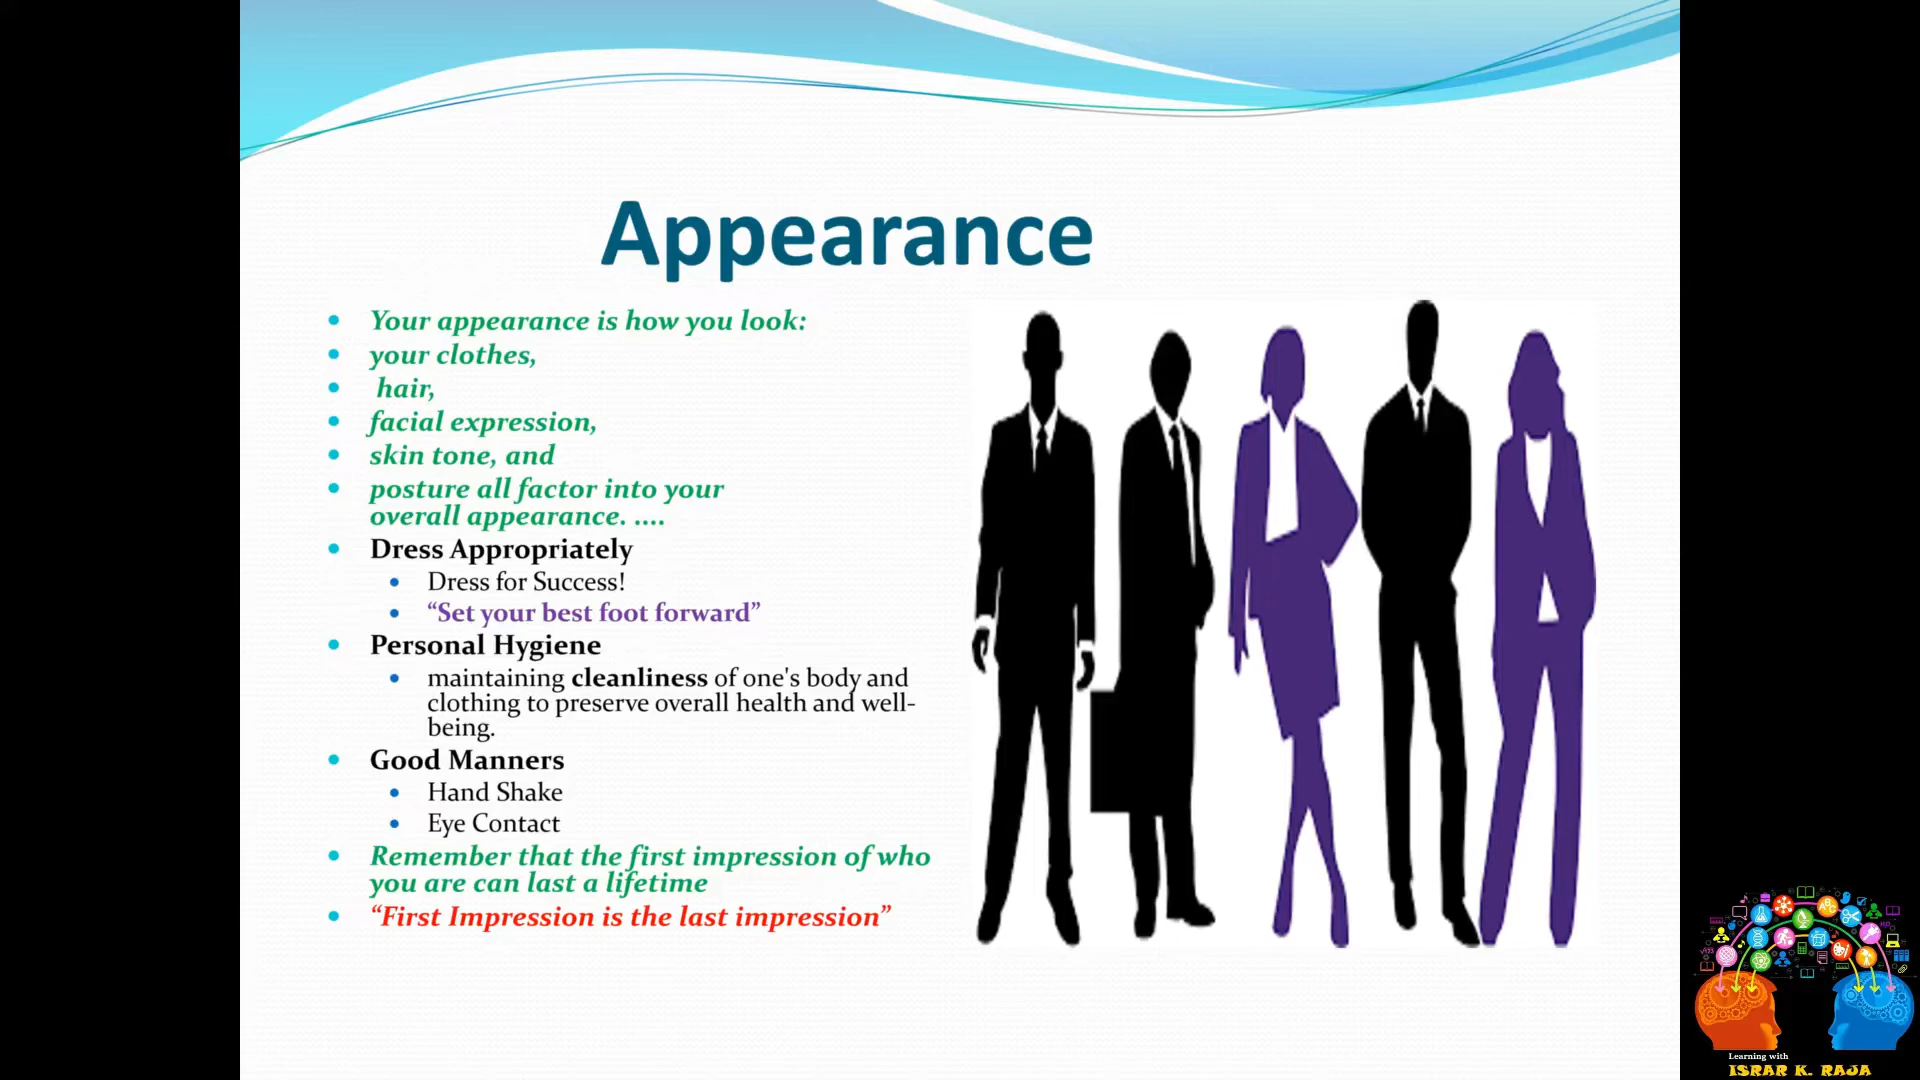 Appearance
Your appearance is how you look:
your clothes,
hair,
facial expression,
skin tone, and
posture all factor into your
overall appearance. ....
Dress Appropriately
Dress for Success!
“Set your best foot forward”
Personal Hygiene
maintaining cleanliness of one's body and
clothing to preserve overall health and well-
being.
Good Manners
Hand Shake
Eye Contact
Remember that the first impression of who
you are can last a lifetime
“First Impression is the last impression”
Learning with
ISRAR K. RAJA